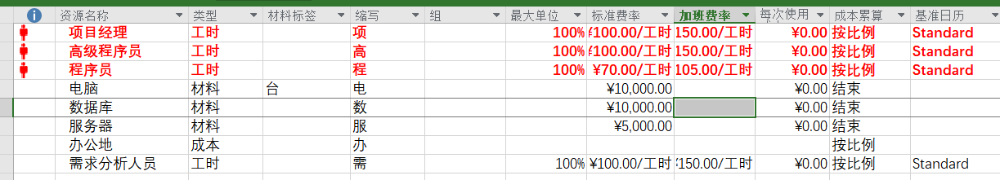 资源名称 类型 材料标签 缩写 组 最大单位 标准费率 加班费率 每次使用 成本累算 基准日历
项目经理 工时 项 100% ¥100.00/工时 150.00/工时 ¥0.00 按比例 Standard
高级程序员 工时 高 100% ¥100.00/工时 150.00/工时 ¥0.00 按比例 Standard
程序员 工时 程 100% ¥70.00/工时 105.00/工时 ¥0.00 按比例 Standard
电脑 材料 台 电 ¥10,000.00 ¥0.00 结束
数据库 材料 数 ¥10,000.00 ¥0.00 结束
服务器 材料 服 ¥5,000.00 ¥0.00 结束
办公地 成本 办 按比例
需求分析人员 工时 需 100% ¥100.00/工时 ¥150.00/工时 ¥0.00 按比例 Standard